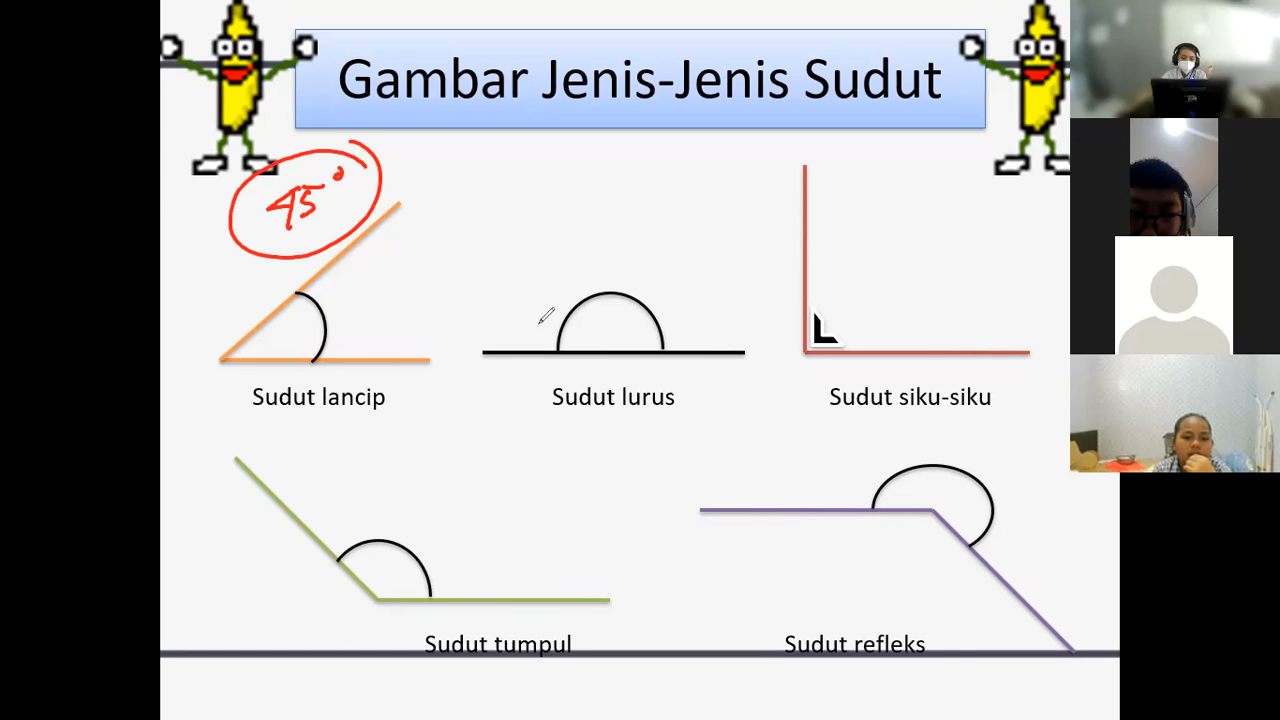 Gambar Jenis-Jenis Sudut
45°
Sudut lancip
Sudut lurus
Sudut siku-siku
Sudut tumpul
Sudut refleks